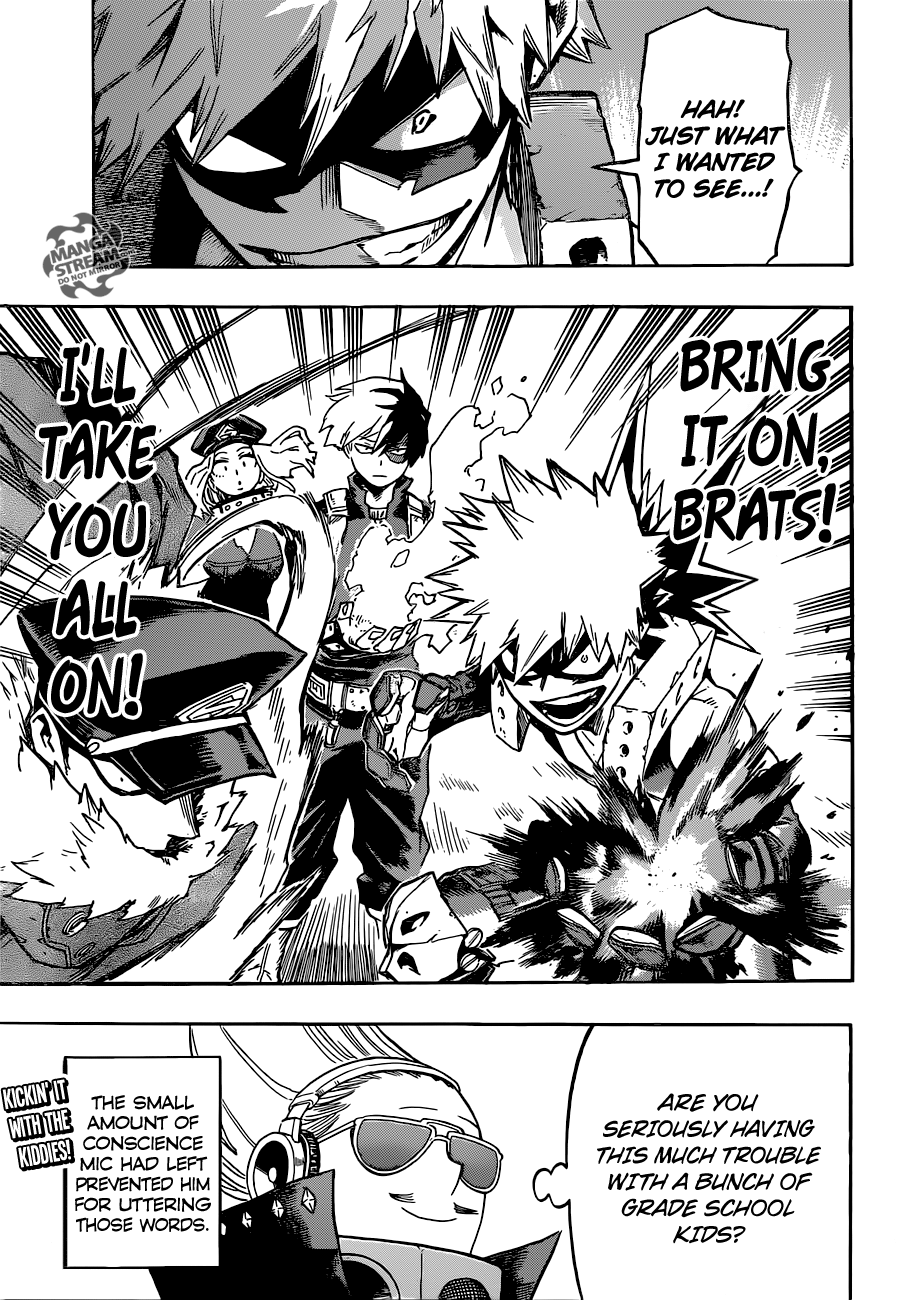 HAH!
JUST WHAT
I WANTED
TO SEE...!
MANGA
STREAM
DO NOT MIRROR
BRING
IT ON,
BRATS!
I'LL
TAKE
YOU
ALL
ON!
ARE YOU
SERIOUSLY HAVING
THIS MUCH TROUBLE
WITH A BUNCH OF
GRADE SCHOOL
KIDS?
THE SMALL
AMOUNT OF
CONSCIENCE
MIC HAD LEFT
PREVENTED HIM
FOR UTTERING
THOSE WORDS.
KICKIN' IT
WITH THE
KIDDIES!